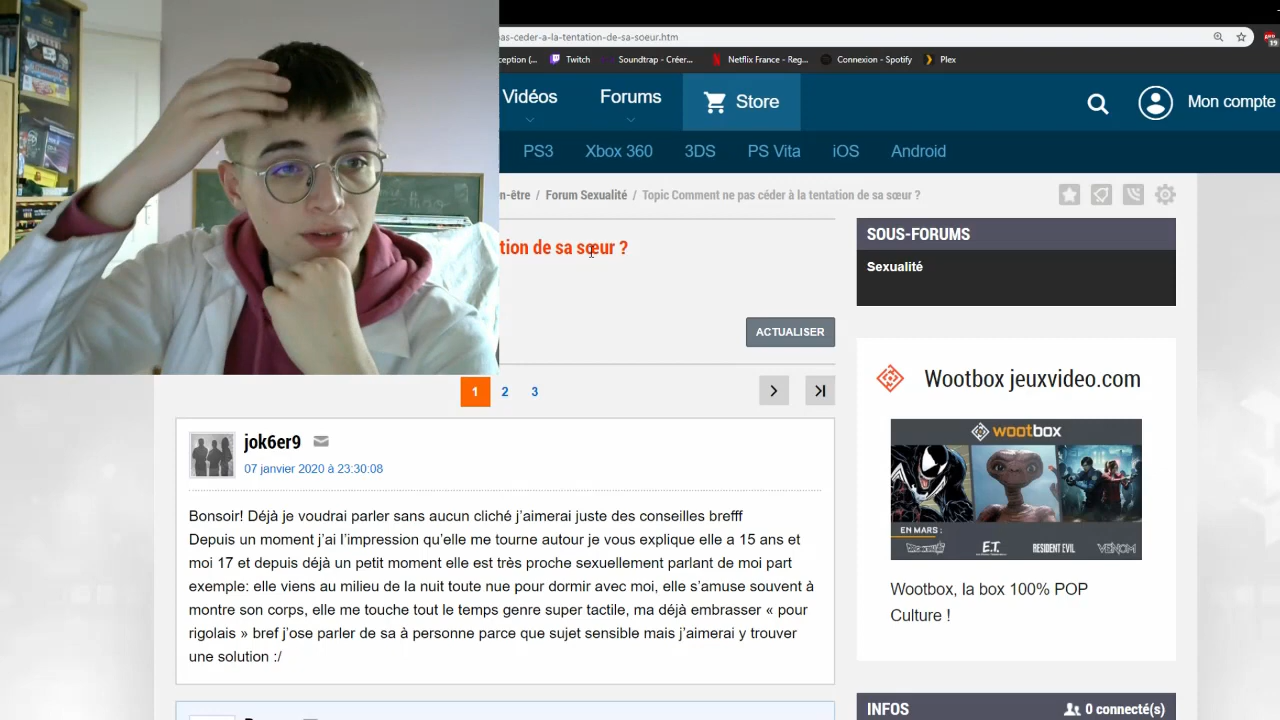 as-ceder-a-la-tentation-de-sa-soeur.htm
ception (... Twitch Soundtrap - Créer... Netflix France - Reg... Connexion - Spotify Plex
Vidéos Forums Store Mon compte
PS3 Xbox 360 3DS PS Vita iOS Android
n-être / Forum Sexualité / Topic Comment ne pas céder à la tentation de sa sœur ?
tion de sa sœur ?
SOUS-FORUMS
Sexualité
ACTUALISER
1 2 3
Wootbox jeuxvideo.com
wootbox
EN MARS :
E.T. RESIDENT EVIL VENOM
Wootbox, la box 100% POP
Culture !
jok6er9
07 janvier 2020 à 23:30:08
Bonsoir! Déjà je voudrai parler sans aucun cliché j’aimerai juste des conseilles brefff
Depuis un moment j’ai l’impression qu’elle me tourne autour je vous explique elle a 15 ans et
moi 17 et depuis déjà un petit moment elle est très proche sexuellement parlant de moi part
exemple: elle viens au milieu de la nuit toute nue pour dormir avec moi, elle s’amuse souvent à
montre son corps, elle me touche tout le temps genre super tactile, ma déjà embrasser « pour
rigolais » bref j’ose parler de sa à personne parce que sujet sensible mais j’aimerai y trouver
une solution :/
INFOS 0 connecté(s)